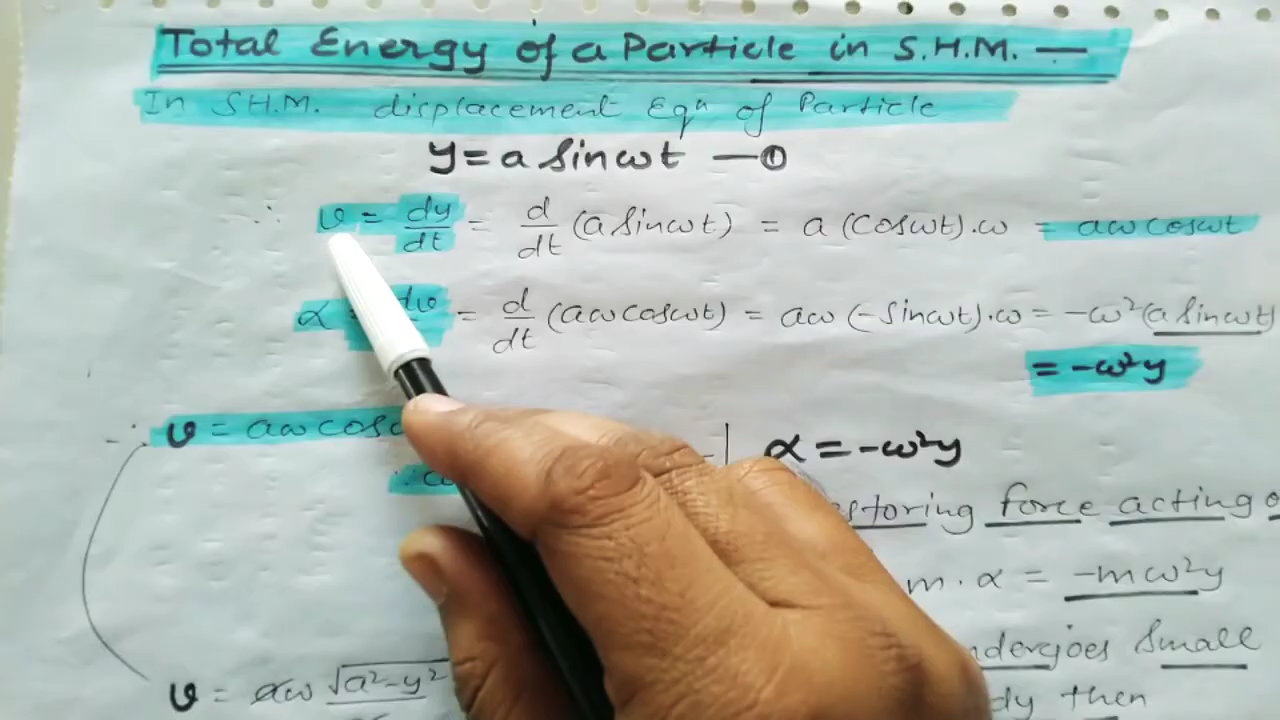 Total Energy of a Particle in S.H.M. —
In S.H.M. displacement Eqn of Particle
y = a sinωt —①
∴ v = dy/dt = d/dt (a sinωt) = a (cosωt).ω = aω cosωt
α = dv = d/dt (aω cosωt) = aω (-sinωt).ω = -ω²(a sinωt)
= -ω²y
∴ v = aω cos
α = -ω²y
force acting
m.α = -mω²y
Small
then
v = aω √a²-y²